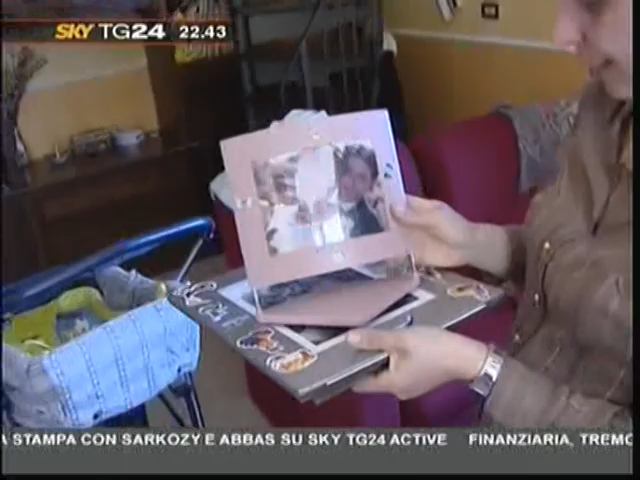 SKY TG24 22.43
A STAMPA CON SARKOZY E ABBAS SU SKY TG24 ACTIVE FINANZIARIA, TREMO